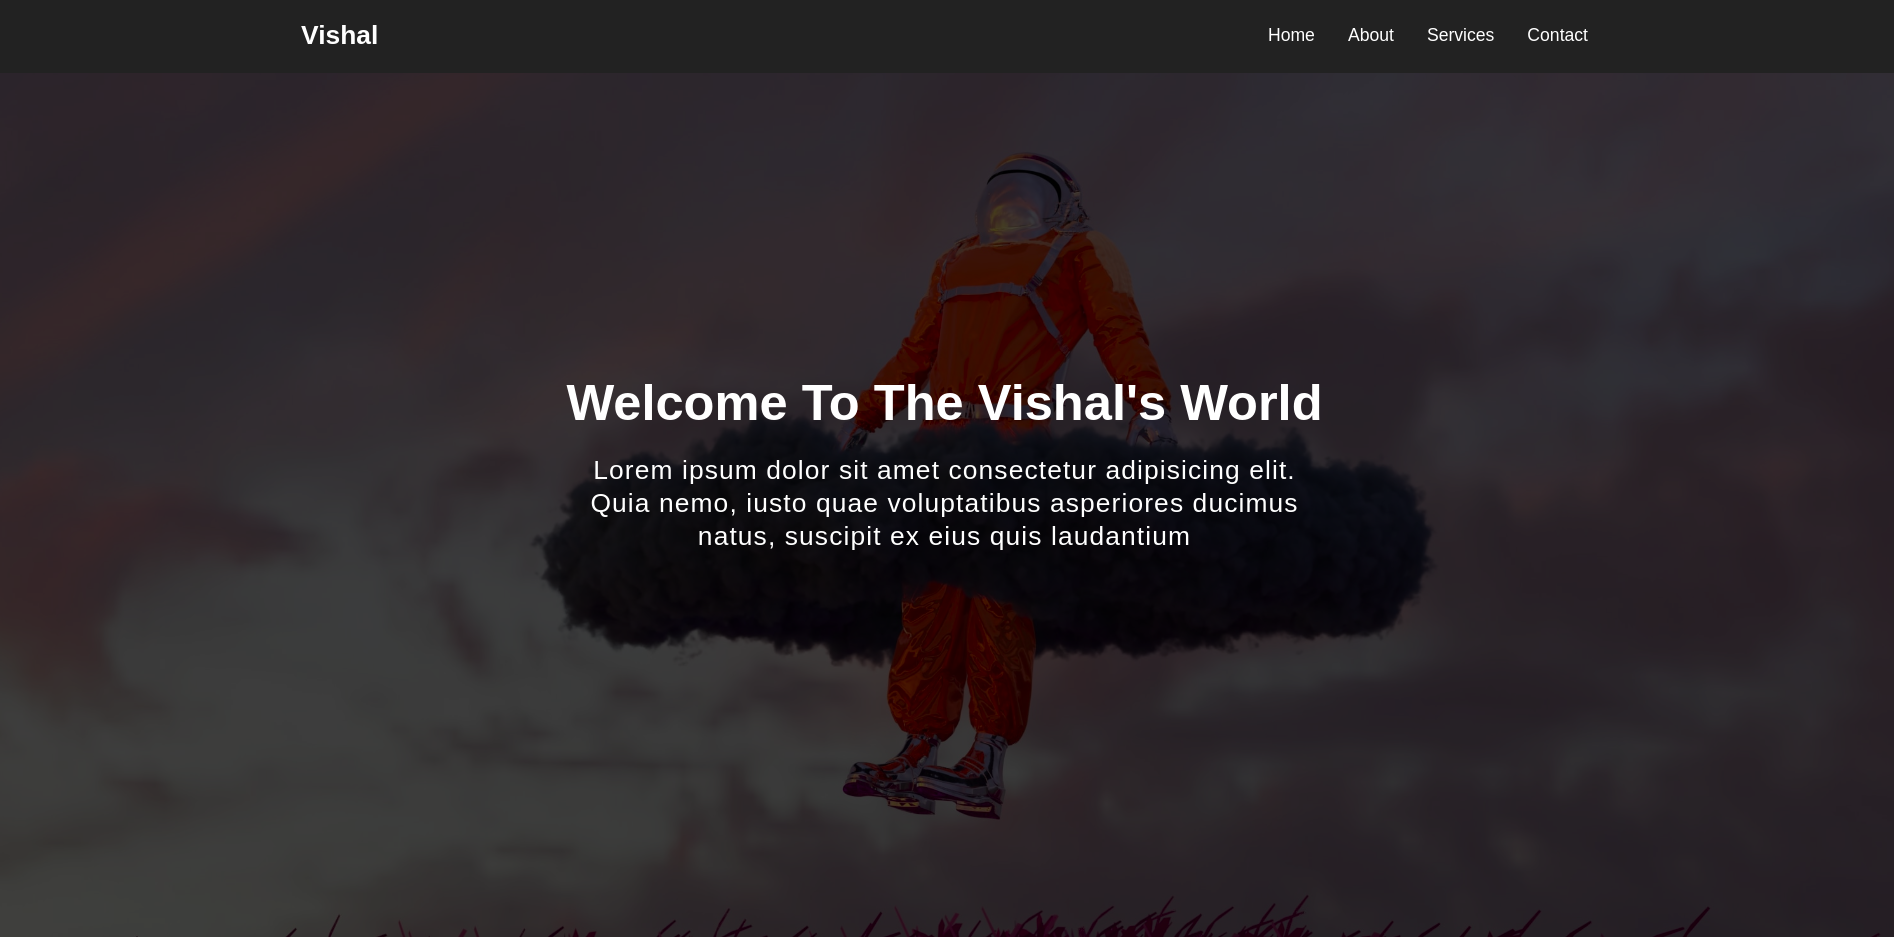 Vishal
Home About Services Contact
Welcome To The Vishal's World
Lorem ipsum dolor sit amet consectetur adipisicing elit.
Quia nemo, iusto quae voluptatibus asperiores ducimus
natus, suscipit ex eius quis laudantium